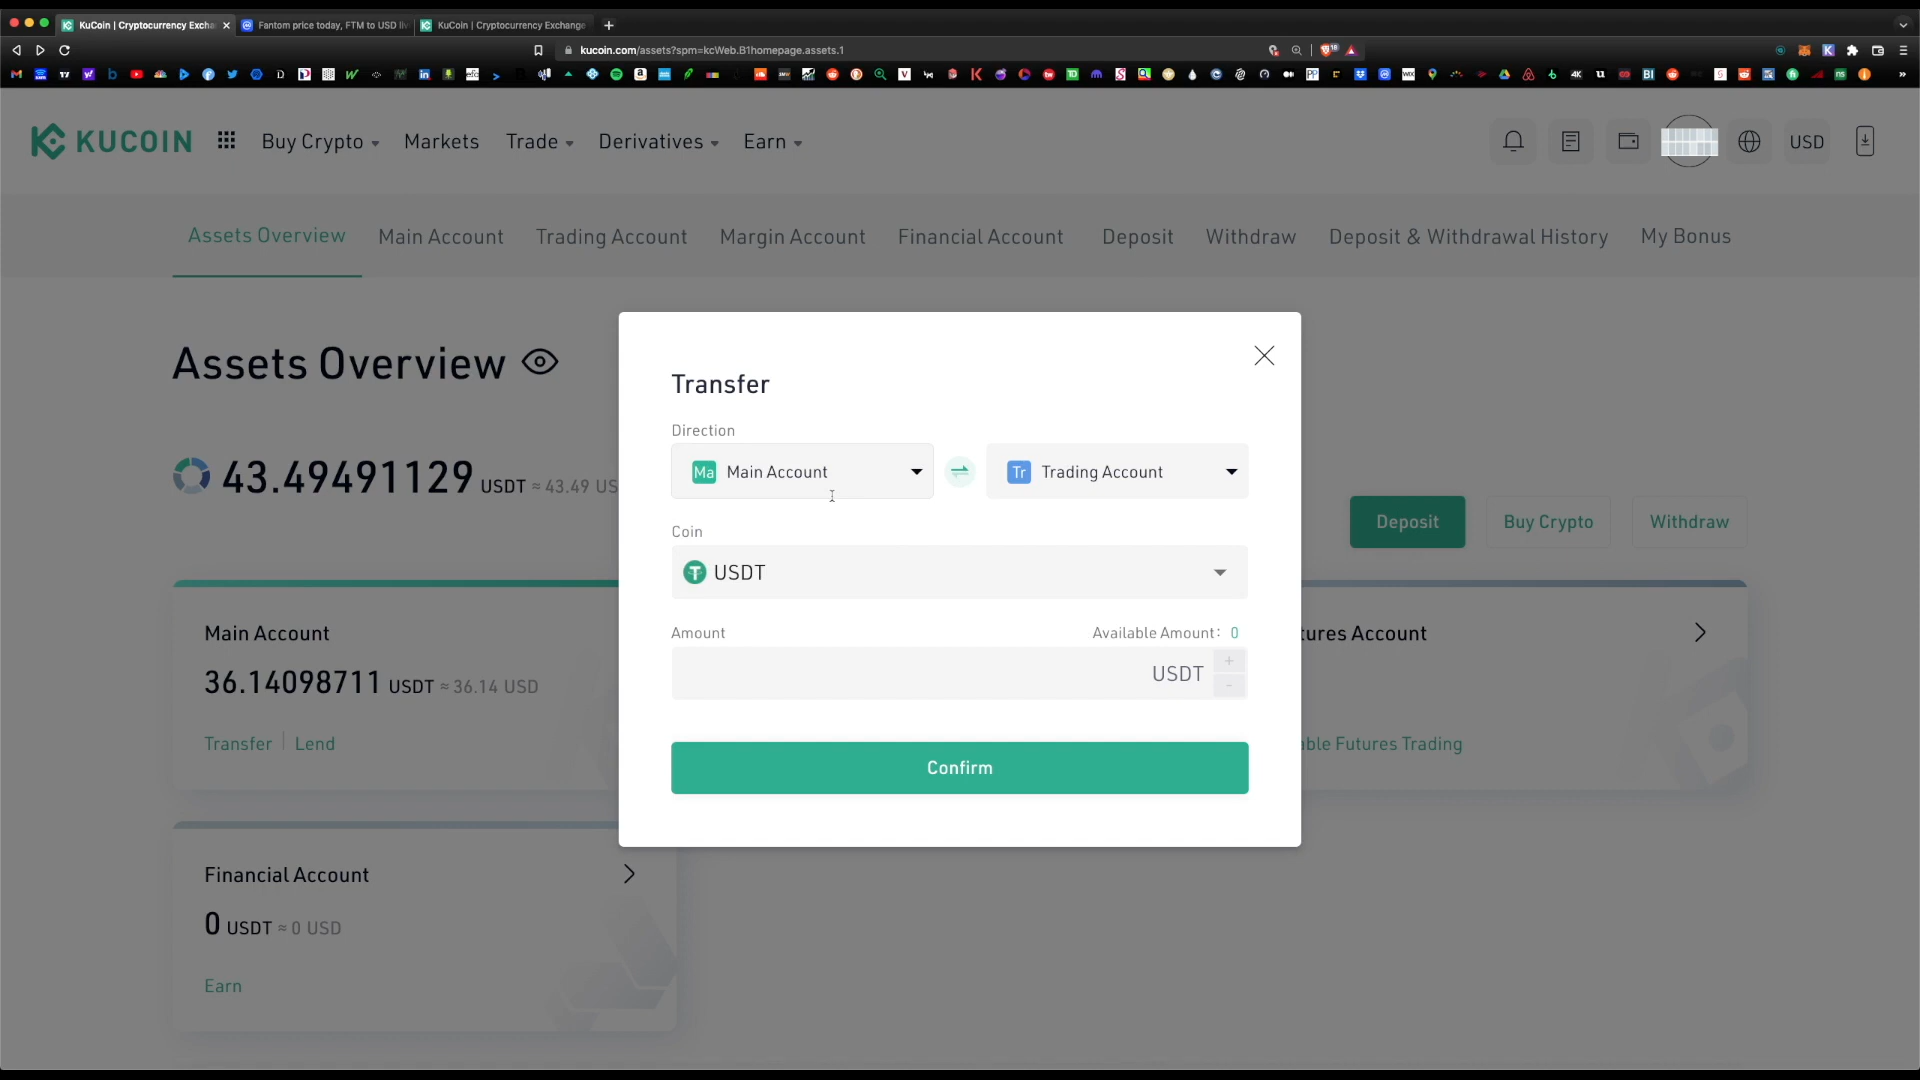 KuCoin | Cryptocurrency Excha
Fantom price today, FTM to USD li
KuCoin | Cryptocurrency Exchange
kucoin.com/assets?spm=kcWeb.B1homepage.assets.1
KUCOIN
Buy Crypto
Markets
Trade
Derivatives
Earn
USD
Assets Overview
Main Account
Trading Account
Margin Account
Financial Account
Deposit
Withdraw
Deposit & Withdrawal History
My Bonus
Assets Overview
43.49491129 USDT ≈ 43.49 US
Deposit
Buy Crypto
Withdraw
Transfer
Direction
Ma Main Account
Tr Trading Account
Coin
USDT
Amount
Available Amount: 0
USDT
+
-
Confirm
Main Account
36.14098711 USDT ≈ 36.14 USD
Transfer | Lend
tures Account
ble Futures Trading
Financial Account
0 USDT ≈ 0 USD
Earn